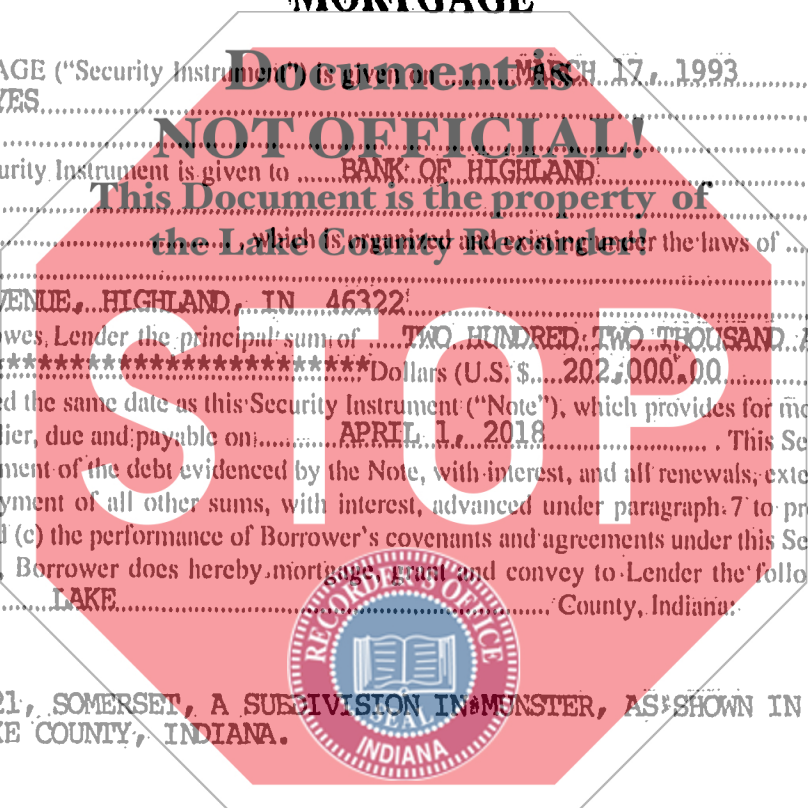 MORTGAGE
AGE (“Security Instrument”) is given on MARCH 17, 1993
Document is
YES
NOT OFFICIAL!
urity Instrument is given to BANK OF HIGHLAND
This Document is the property of
, which is organized and existing under the laws of
the Lake County Recorder!
VENUE, HIGHLAND, IN 46322
STOP
owes Lender the principal sum of TWO HUNDRED TWO THOUSAND A
***********************Dollars (U.S. $ 202,000.00
ed the same date as this Security Instrument (“Note”), which provides for mo
lier, due and payable on APRIL 1, 2018 . This Se
ment of the debt evidenced by the Note, with interest, and all renewals, exte
yment of all other sums, with interest, advanced under paragraph 7 to pr
d (c) the performance of Borrower’s covenants and agreements under this Se
, Borrower does hereby mortgage, grant and convey to Lender the follo
LAKE County, Indiana:
RECORDER'S OFFICE
SEAL
INDIANA
21, SOMERSET, A SUBDIVISION IN MUNSTER, AS SHOWN IN
KE COUNTY, INDIANA.